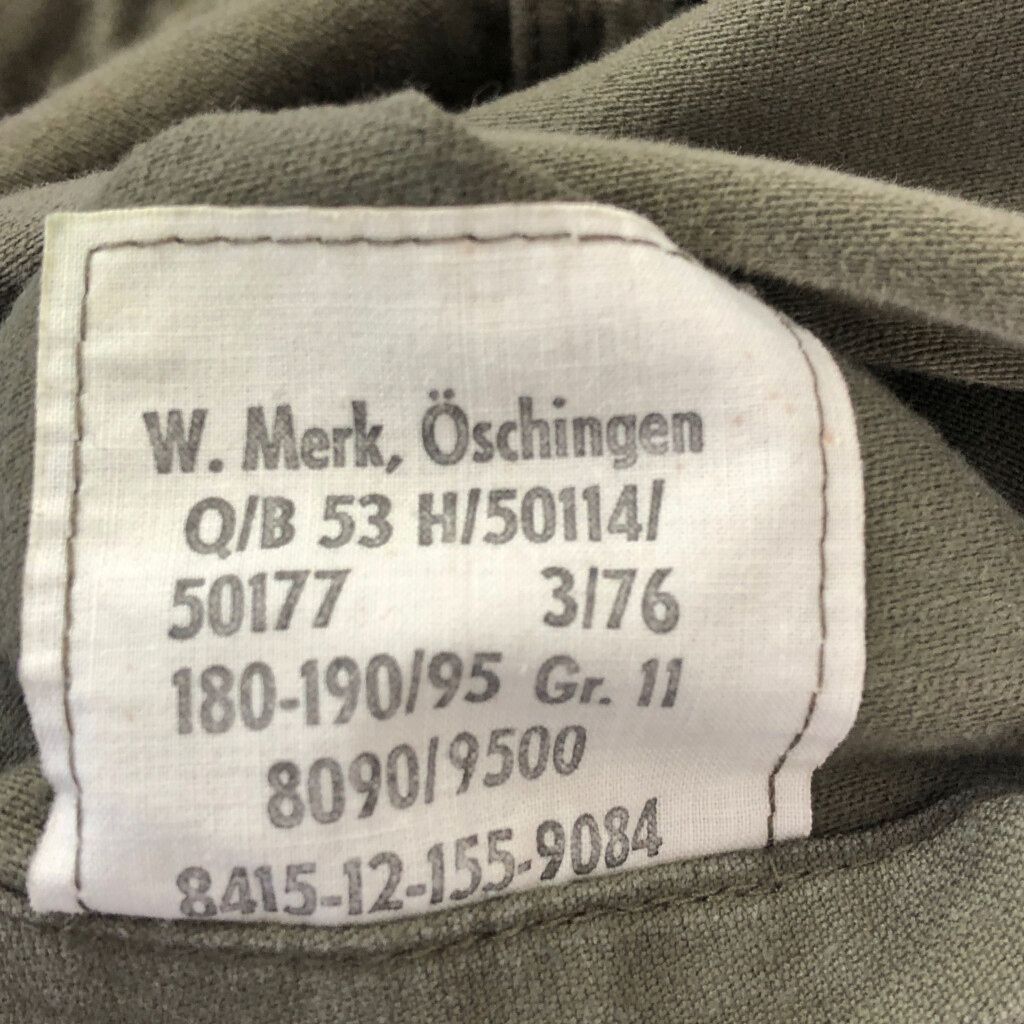 W. Merk, Öschingen
Q/B 53 H/50114/
50177 3/76
180-190/95 Gr. 11
8090/9500
8415-12-155-9084